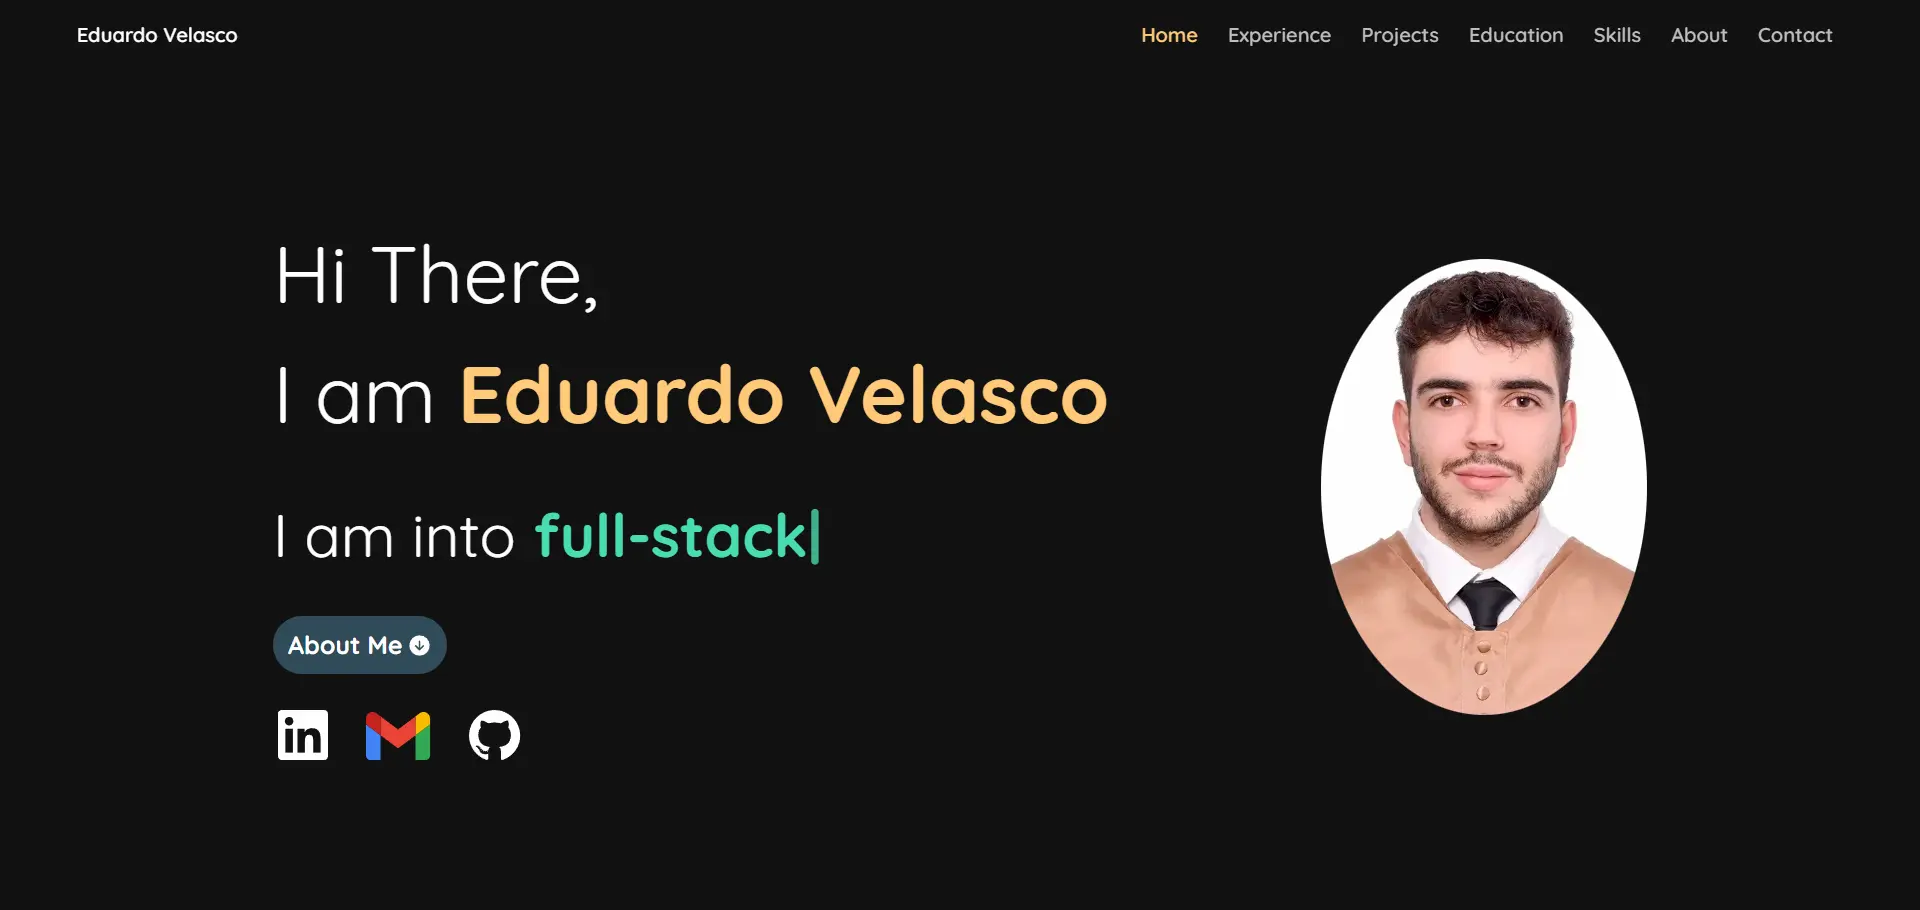 Eduardo Velasco
Home Experience Projects Education Skills About Contact
Hi There,
I am Eduardo Velasco
I am into full-stack
About Me
in